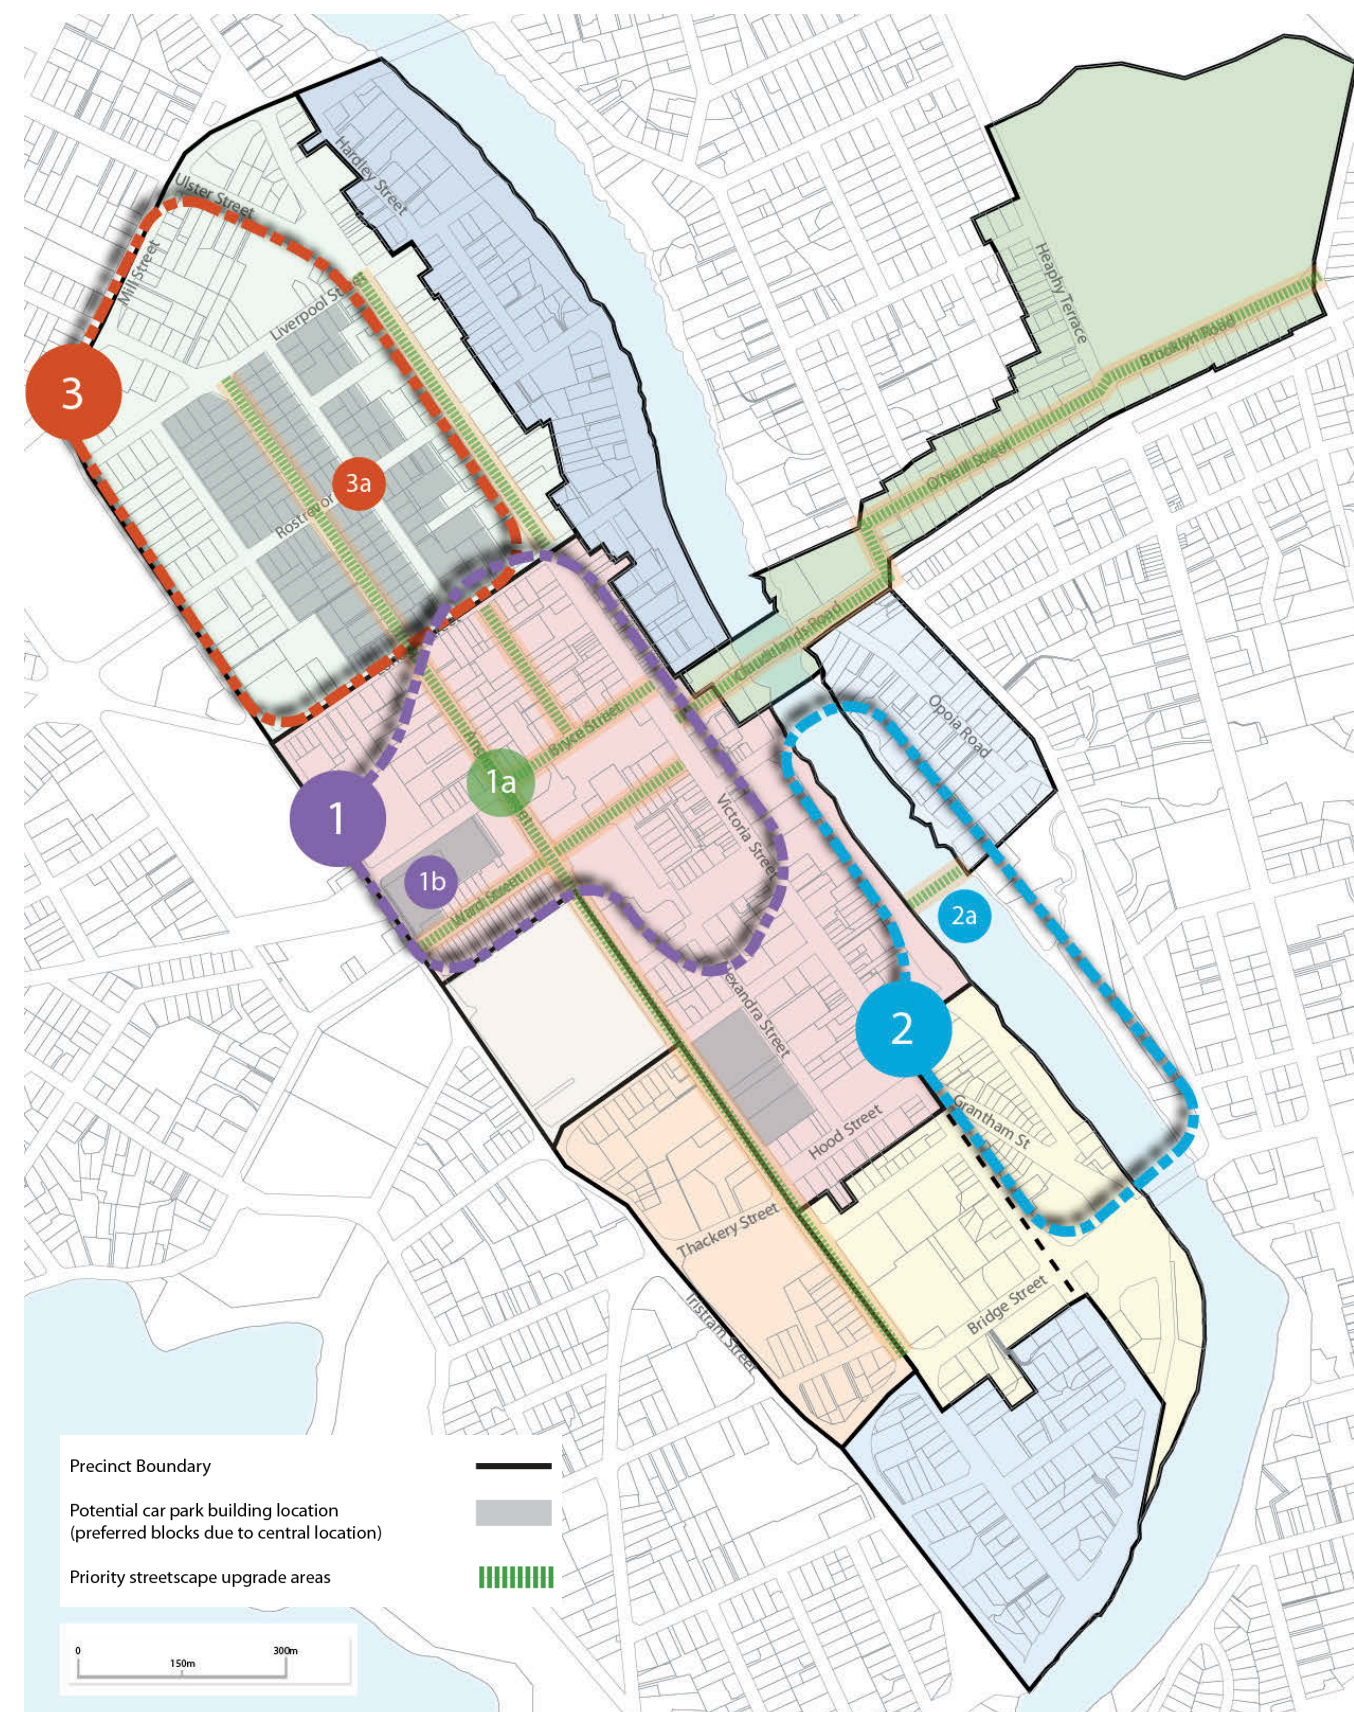 Hardley Street
Ulster Street
Mill Street
Heaphy Terrace
Liverpool Street
Brooklyn Road
3
O'Neill Street
3a
Rostrevor
Claudelands Road
Opoia Road
Bryce Street
1a
1
Victoria Street
1b
Ward Street
2a
Alexandra Street
2
Grantham St
Hood Street
Thackery Street
Bridge Street
Tristram Street
Precinct Boundary
Potential car park building location
(preferred blocks due to central location)
Priority streetscape upgrade areas
0
150m
300m